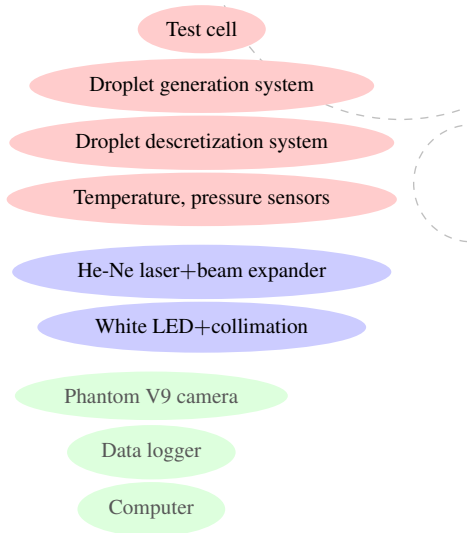 Test cell
Droplet generation system
Droplet descretization system
Temperature, pressure sensors
He-Ne laser+beam expander
White LED+collimation
Phantom V9 camera
Data logger
Computer